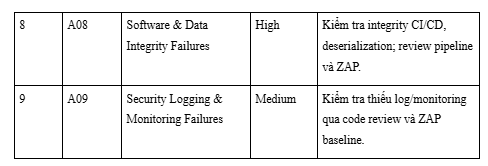 8 A08 Software & Data High Kiểm tra integrity CI/CD,
Integrity Failures deserialization; review pipeline
và ZAP.
9 A09 Security Logging & Medium Kiểm tra thiếu log/monitoring
Monitoring Failures qua code review và ZAP
baseline.